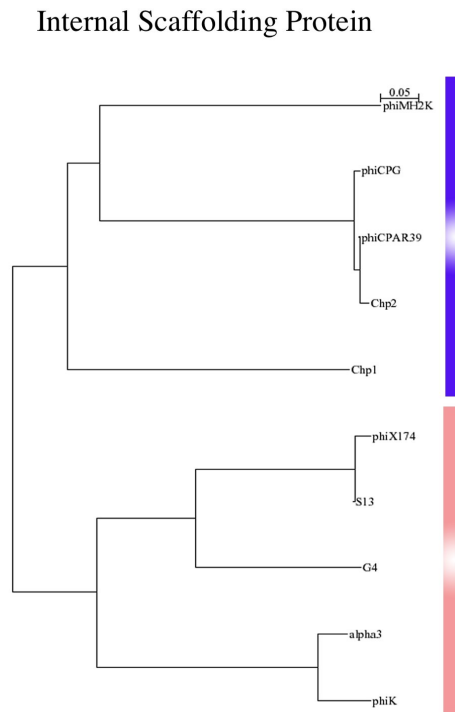 Internal Scaffolding Protein
0.05
phiMH2K
phiCPG
phiCPAR39
Chp2
Chp1
phiX174
S13
G4
alpha3
phiK